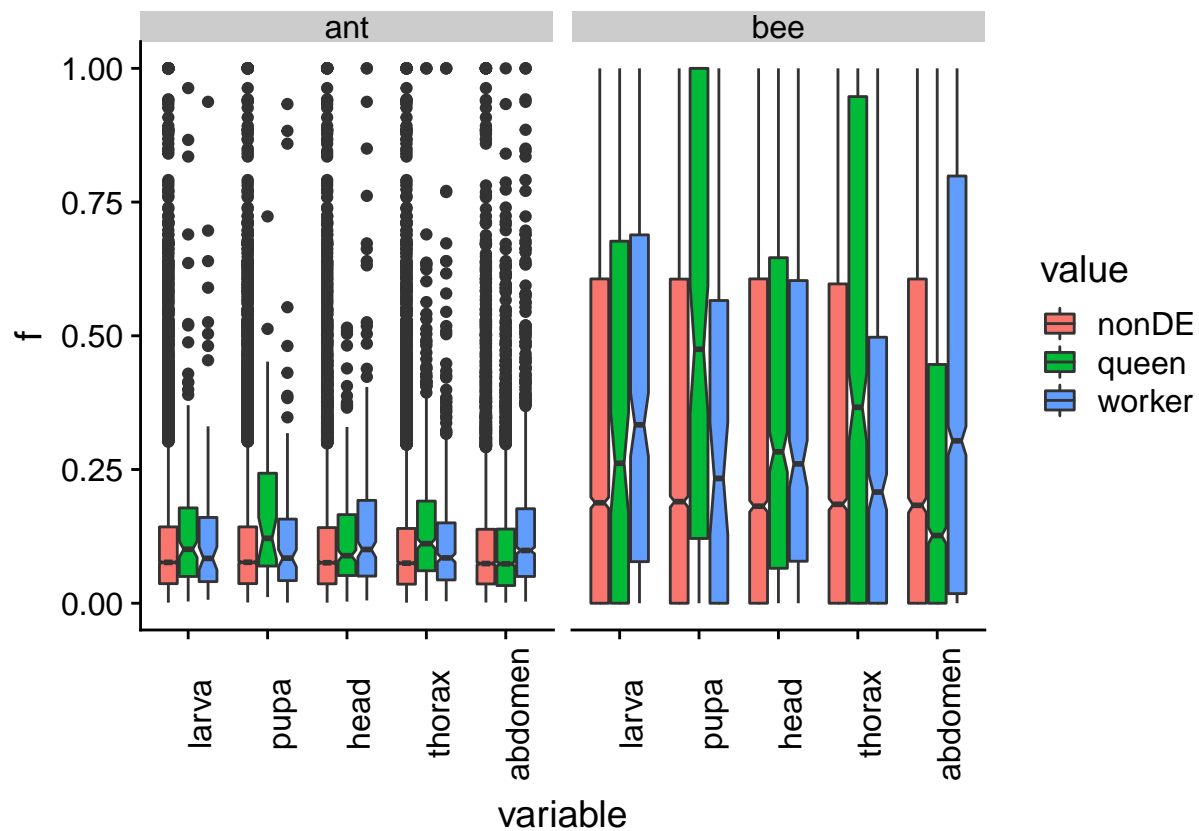 ant
bee
1.00
0.75
0.50
0.25
0.00
f
larva
pupa
head
thorax
abdomen
larva
pupa
head
thorax
abdomen
variable
value
nonDE
queen
worker